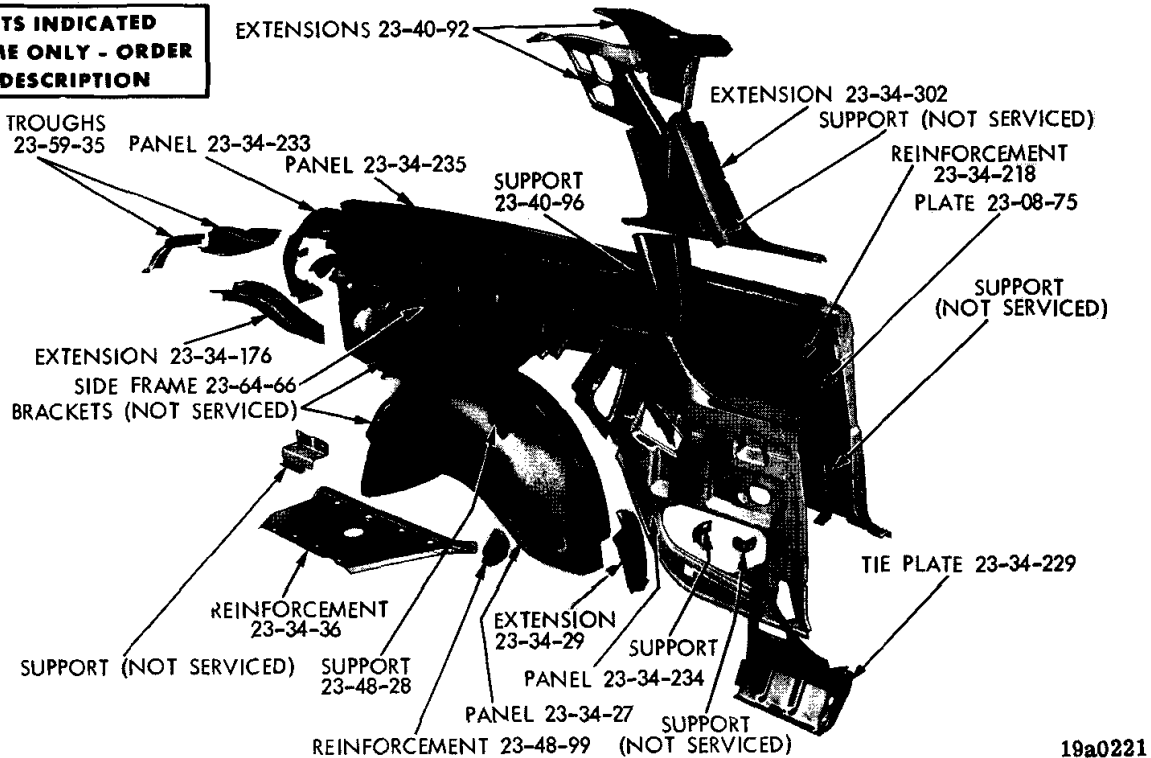 TS INDICATED
ME ONLY - ORDER
DESCRIPTION
EXTENSIONS 23-40-92
EXTENSION 23-34-302
SUPPORT (NOT SERVICED)
TROUGHS
23-59-35
PANEL 23-34-233
PANEL 23-34-235
SUPPORT
23-40-96
REINFORCEMENT
23-34-218
PLATE 23-08-75
SUPPORT
(NOT SERVICED)
EXTENSION 23-34-176
SIDE FRAME 23-64-66
BRACKETS (NOT SERVICED)
TIE PLATE 23-34-229
REINFORCEMENT
23-34-36
EXTENSION
23-34-29
SUPPORT
SUPPORT (NOT SERVICED)
SUPPORT
23-48-28
PANEL 23-34-234
PANEL 23-34-27
SUPPORT
(NOT SERVICED)
REINFORCEMENT 23-48-99
19a0221